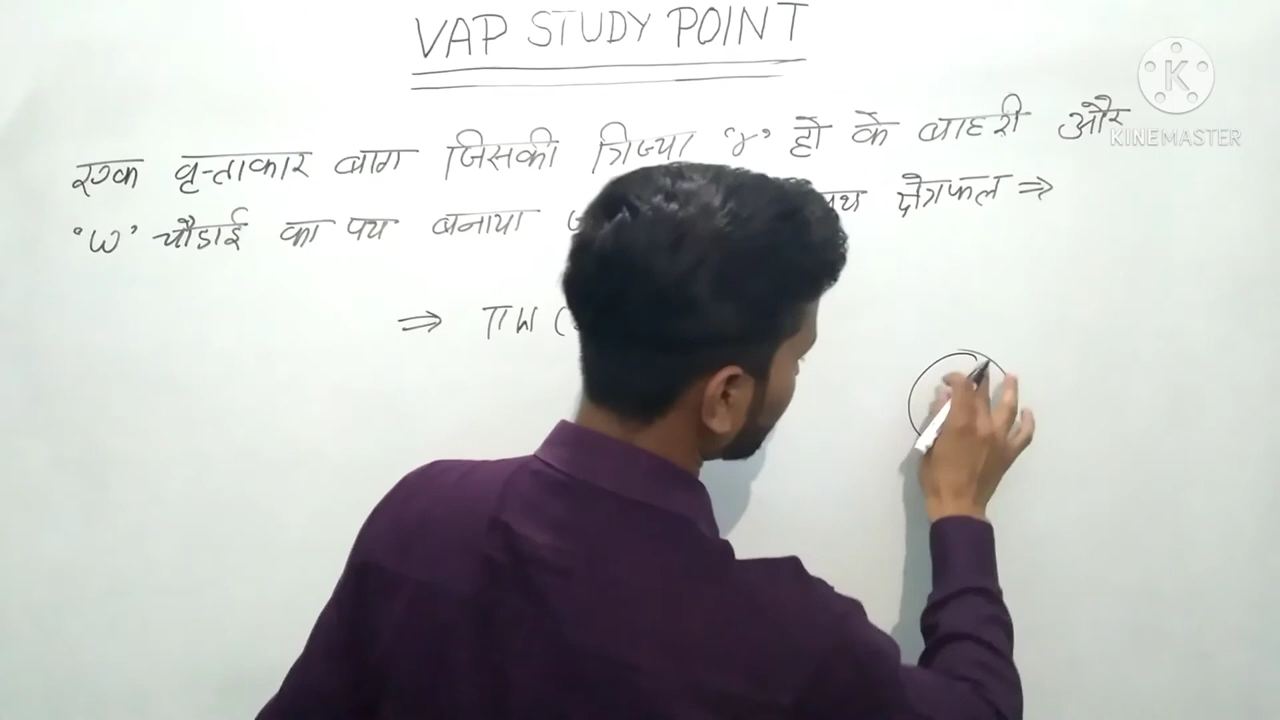 VAP STUDY POINT
KINEMASTER
एक वृत्ताकार बाग जिसकी त्रिज्या 'r' हो के बाहरी और
'W' चौडाई का पथ बनाया क्षेत्रफल ⇒
⇒ πW (